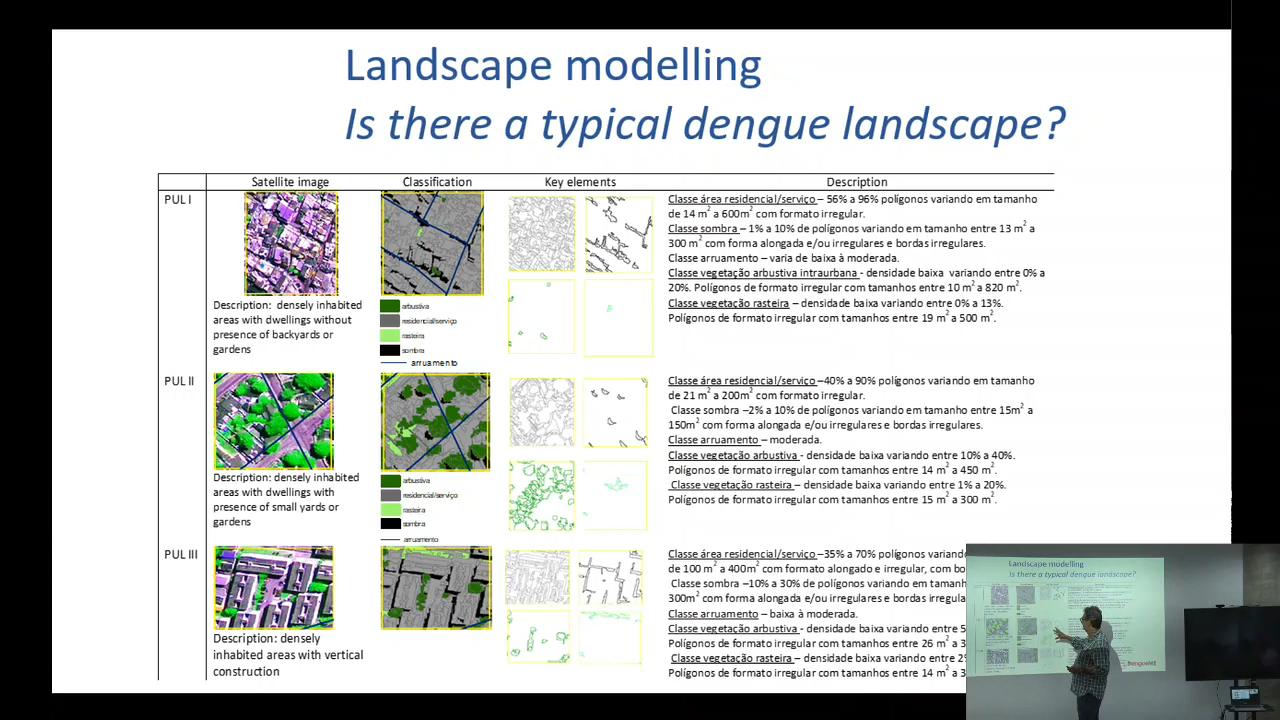 Landscape modelling
Is there a typical dengue landscape?
Satellite image
Classification
Key elements
Description
PUL I
Description: densely inhabited
areas with dwellings without
presence of backyards or
gardens
arbustiva
residencial/serviço
rasteira
sombra
arruamento
Classe área residencial/serviço – 56% a 96% polígonos variando em tamanho
de 14 m² a 600m² com formato irregular.
Classe sombra – 1% a 10% de polígonos variando em tamanho entre 13 m² a
300 m² com forma alongada e/ou irregulares e bordas irregulares.
Classe arruamento – varia de baixa à moderada.
Classe vegetação arbustiva intraurbana - densidade baixa variando entre 0% a
20%. Polígonos de formato irregular com tamanhos entre 10 m² a 820 m².
Classe vegetação rasteira – densidade baixa variando entre 0% a 13%.
Polígonos de formato irregular com tamanhos entre 19 m² a 500 m².
PUL II
Description: densely inhabited
areas with dwellings with
presence of small yards or
gardens
arbustiva
residencial/serviço
rasteira
sombra
arruamento
Classe área residencial/serviço –40% a 90% polígonos variando em tamanho
de 21 m² a 200m² com formato irregular.
Classe sombra –2% a 10% de polígonos variando em tamanho entre 15m² a
150m² com forma alongada e/ou irregulares e bordas irregulares.
Classe arruamento – moderada.
Classe vegetação arbustiva - densidade baixa variando entre 10% a 40%.
Polígonos de formato irregular com tamanhos entre 14 m² a 450 m².
Classe vegetação rasteira – densidade baixa variando entre 1% a 20%.
Polígonos de formato irregular com tamanhos entre 15 m² a 300 m².
PUL III
Description: densely
inhabited areas with vertical
construction
Classe área residencial/serviço –35% a 70% polígonos variand
de 100 m² a 400m² com formato alongado e irregular, com bo
Classe sombra –10% a 30% de polígonos variando em tamanh
300m² com forma alongada e/ou irregulares e bordas irregula
Classe arruamento – baixa à moderada.
Classe vegetação arbustiva - densidade baixa variando entre 5
Polígonos de formato irregular com tamanhos entre 26 m² a 3
Classe vegetação rasteira – densidade baixa variando entre 2
Polígonos de formato irregular com tamanhos entre 14 m² a 3
Landscape modelling
Is there a typical dengue landscape?